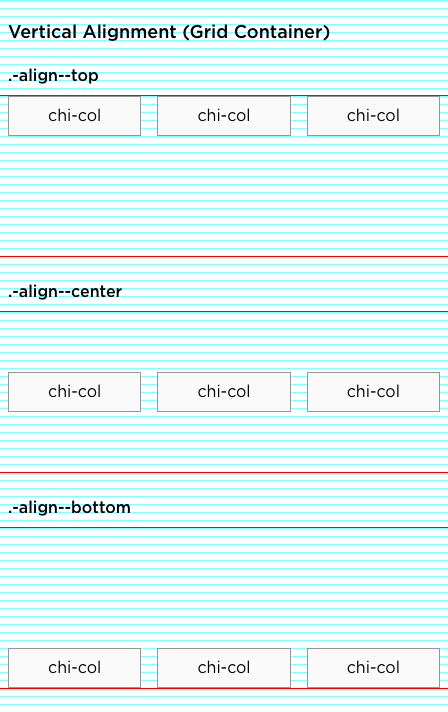 Vertical Alignment (Grid Container)
.-align--top
chi-col chi-col chi-col
.-align--center
chi-col chi-col chi-col
.-align--bottom
chi-col chi-col chi-col